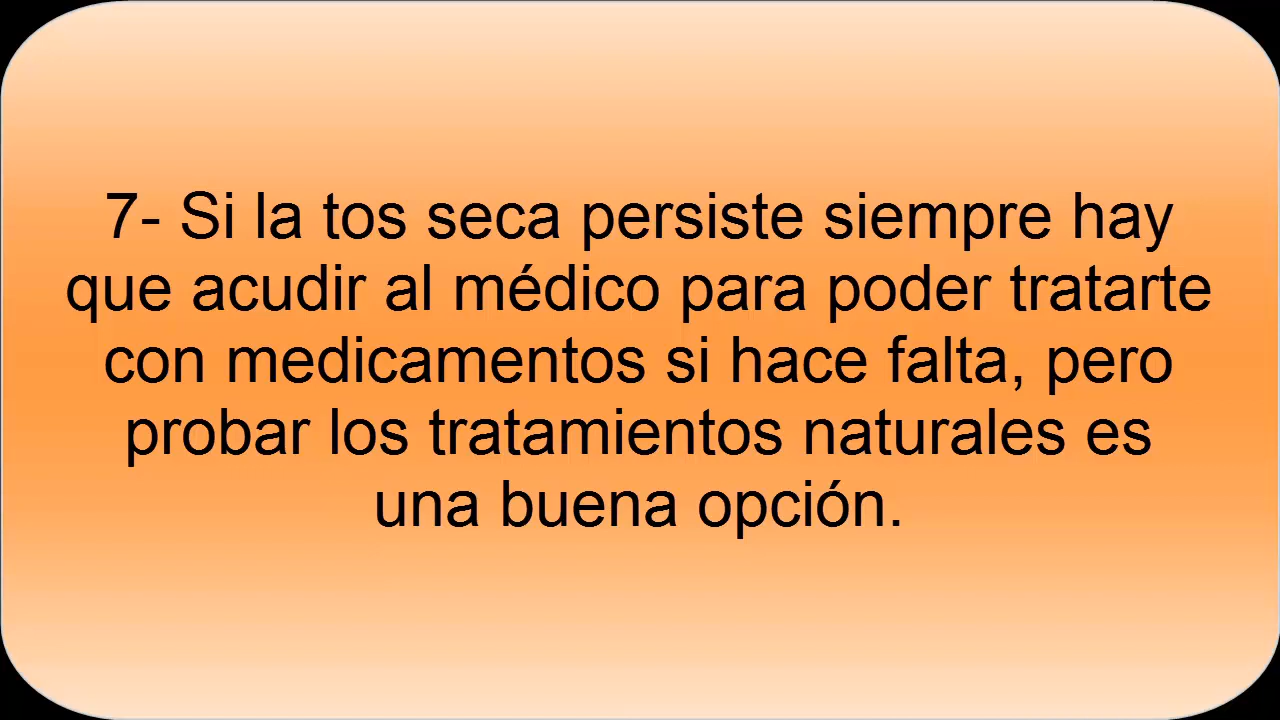 7- Si la tos seca persiste siempre hay
que acudir al médico para poder tratarte
con medicamentos si hace falta, pero
probar los tratamientos naturales es
una buena opción.